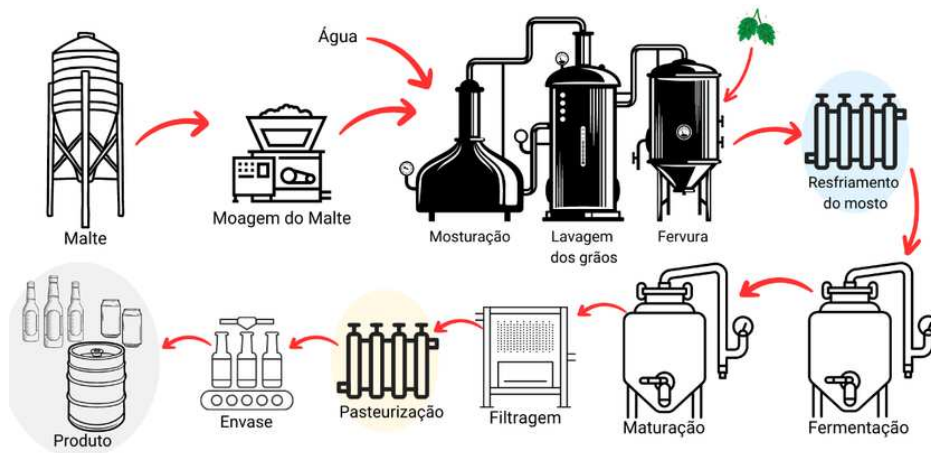 Água
Malte
Moagem do Malte
Mosturação
Lavagem
dos grãos
Fervura
Resfriamento
do mosto
Fermentação
Maturação
Filtragem
Pasteurização
Envase
Produto